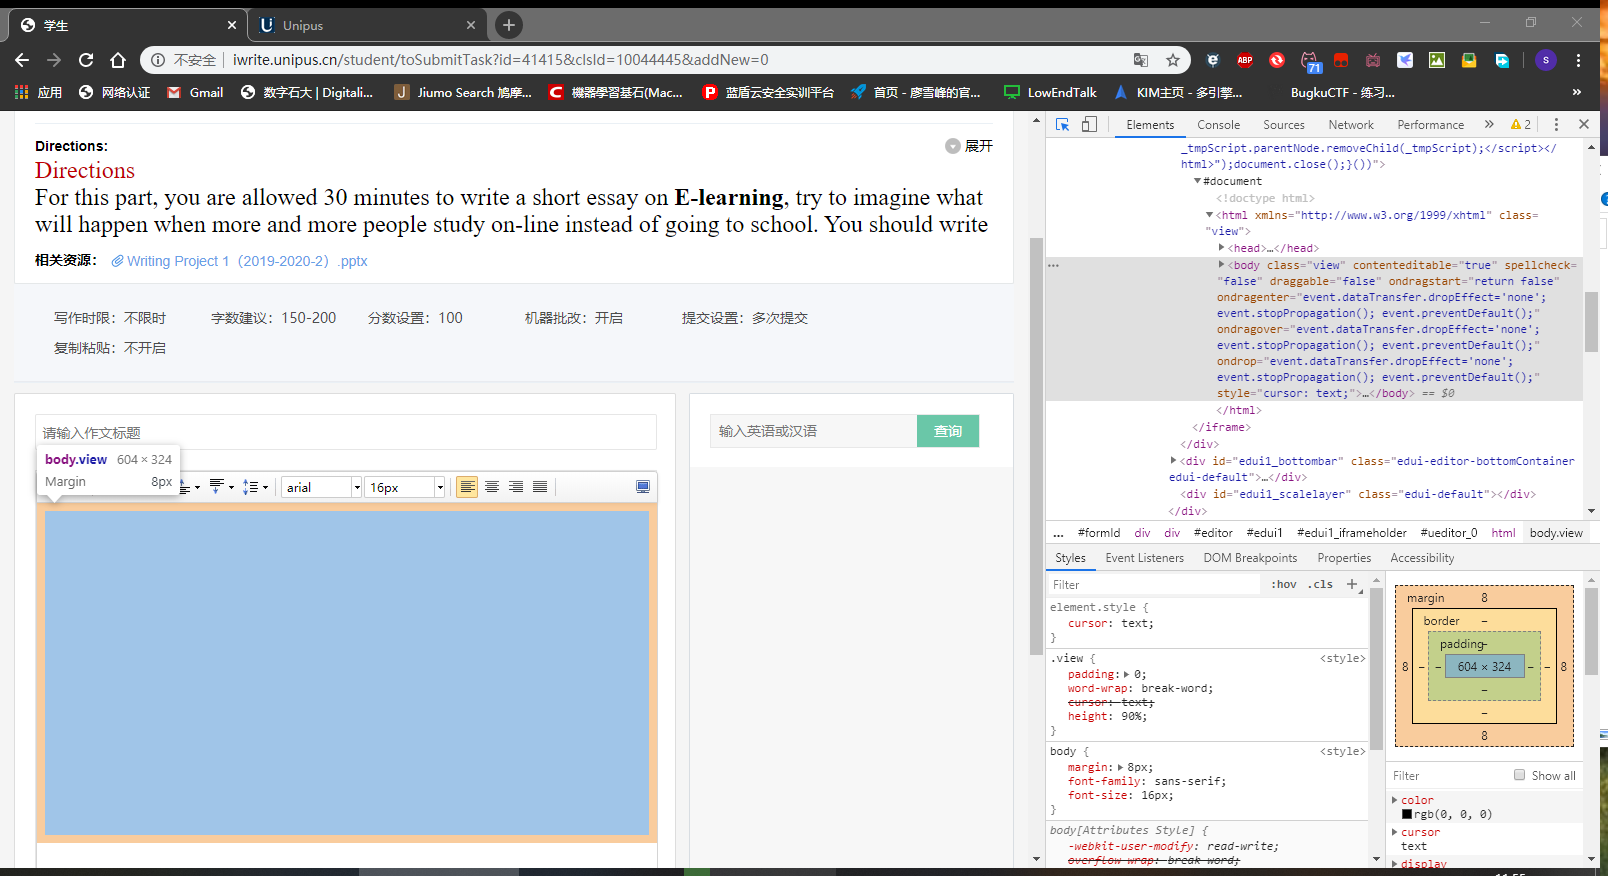 学生
Unipus
不安全 iwrite.unipus.cn/student/toSubmitTask?id=41415&clsId=10044445&addNew=0
ABP
71
S
应用 网络认证 Gmail 数字石大 | Digitali... Jiumo Search 鸠摩... 機器學習基石(Mac... 蓝盾云安全实训平台 首页 - 廖雪峰的官... LowEndTalk KIM主页 - 多引擎... BugkuCTF - 练习... »
Directions: 展开
Directions
For this part, you are allowed 30 minutes to write a short essay on E-learning, try to imagine what
will happen when more and more people study on-line instead of going to school. You should write
相关资源： Writing Project 1（2019-2020-2）.pptx
写作时限：不限时 字数建议：150-200 分数设置：100 机器批改：开启 提交设置：多次提交
复制粘贴：不开启
请输入作文标题
输入英语或汉语 查询
body.view 604 × 324
Margin 8px
arial 16px
Elements Console Sources Network Performance » 2
_tmpScript.parentNode.removeChild(_tmpScript);</script></
html>");document.close();}())">
#document
<!doctype html>
<html xmlns="http://www.w3.org/1999/xhtml" class=
"view">
<head>…</head>
<body class="view" contenteditable="true" spellcheck=
"false" draggable="false" ondragstart="return false"
ondragenter="event.dataTransfer.dropEffect='none';
event.stopPropagation(); event.preventDefault();"
ondragover="event.dataTransfer.dropEffect='none';
event.stopPropagation(); event.preventDefault();"
ondrop="event.dataTransfer.dropEffect='none';
event.stopPropagation(); event.preventDefault();"
style="cursor: text;">…</body> == $0
</html>
</iframe>
</div>
<div id="edui1_bottombar" class="edui-editor-bottomContainer
edui-default">…</div>
<div id="edui1_scalelayer" class="edui-default"></div>
</div>
... #formId div div #editor #edui1 #edui1_iframeholder #ueditor_0 html body.view
Styles Event Listeners DOM Breakpoints Properties Accessibility
Filter :hov .cls +
element.style {
cursor: text;
}
.view { <style>
padding: 0;
word-wrap: break-word;
cursor: text;
height: 90%;
}
body { <style>
margin: 8px;
font-family: sans-serif;
font-size: 16px;
}
body[Attributes Style] {
-webkit-user-modify: read-write;
overflow-wrap: break-word;
margin 8
border –
padding –
8 – – 604 × 324 – – 8
–
–
8
Filter Show all
color
rgb(0, 0, 0)
cursor
text
display